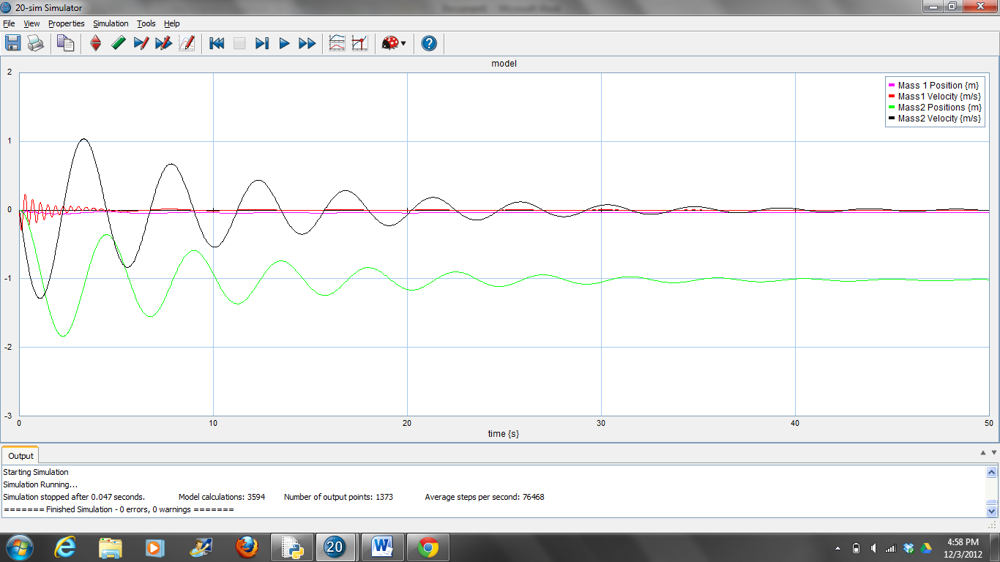 20-sim Simulator
Document1 - Microsoft Word
File View Properties Simulation Tools Help
model
2
1
0
-1
-2
-3
Mass 1 Position {m}
Mass1 Velocity {m/s}
Mass2 Positions {m}
Mass2 Velocity {m/s}
0 10 20 30 40 50
time {s}
Output
Starting Simulation
Simulation Running...
Simulation stopped after 0.047 seconds. Model calculations: 3594 Number of output points: 1373 Average steps per second: 76468
======= Finished Simulation - 0 errors, 0 warnings =======
20
W
4:58 PM
12/3/2012